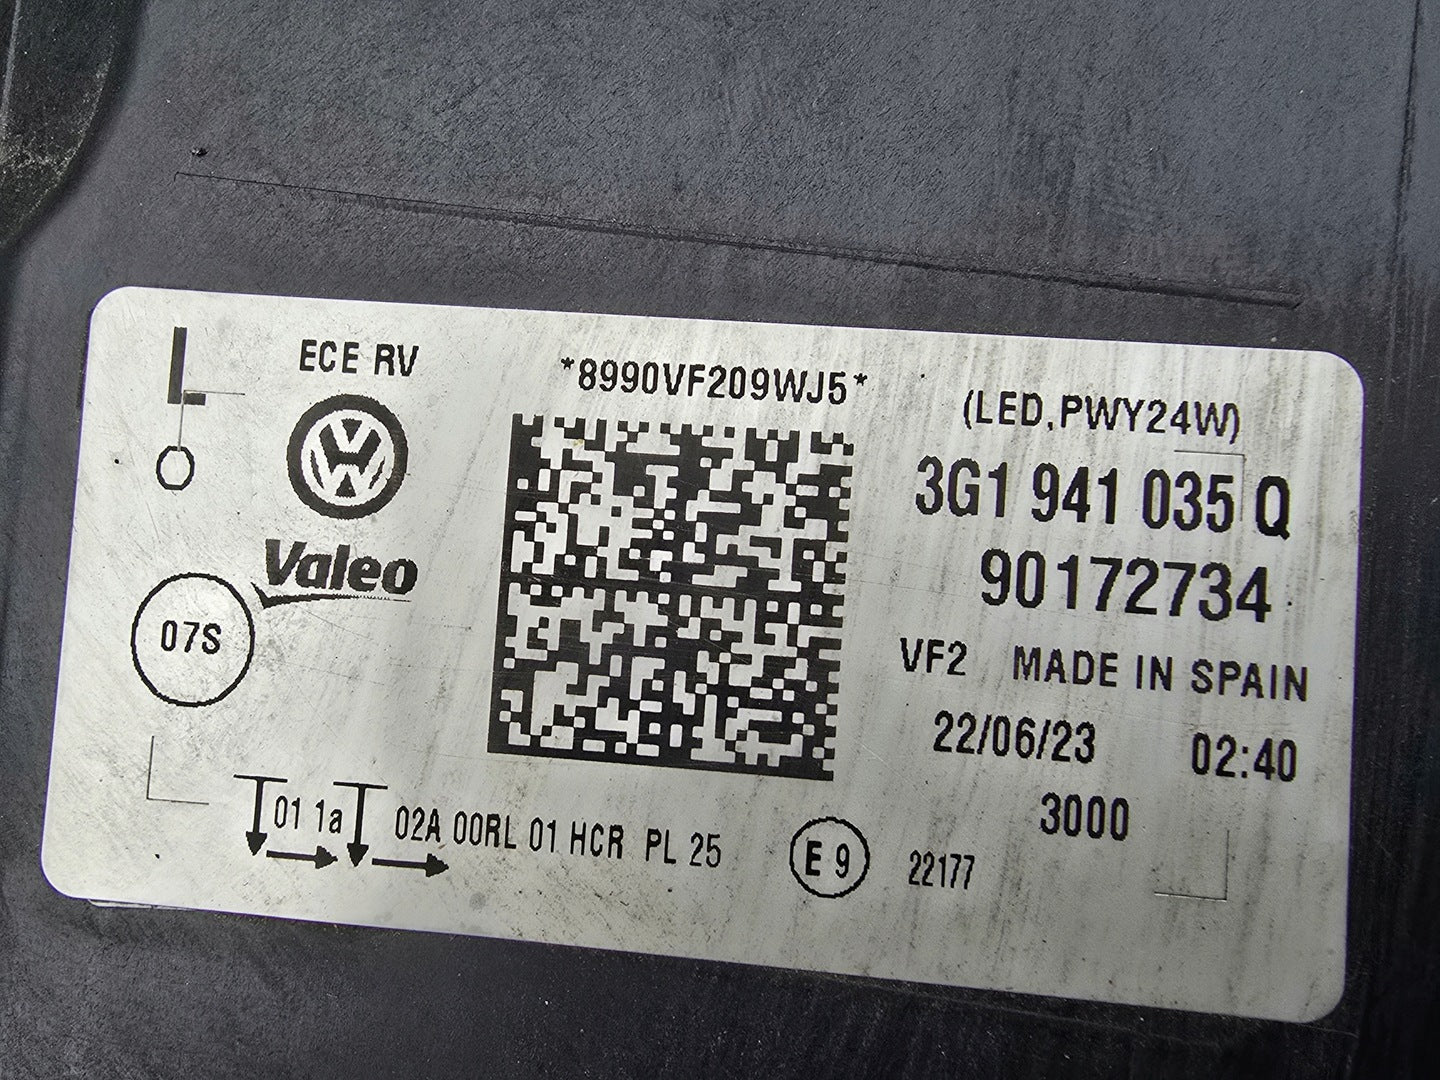 L
ECE RV
*8990VF209WJ5*
(LED,PWY24W)
3G1 941 035 Q
Valeo
90172734
07S
VF2 MADE IN SPAIN
22/06/23 02:40
3000
01 1a 02A 00RL 01 HCR PL 25
E 9
22177